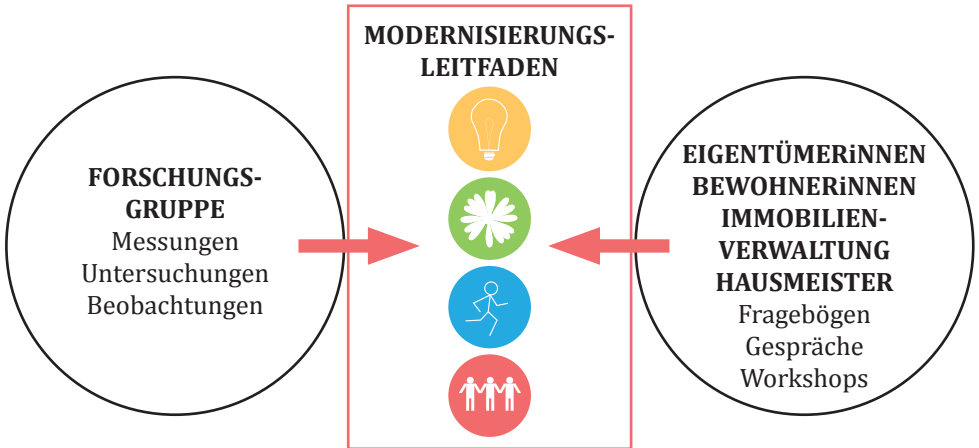 MODERNISIERUNGS-
LEITFADEN
FORSCHUNGS-
GRUPPE
Messungen
Untersuchungen
Beobachtungen
EIGENTÜMERiNNEN
BEWOHNERiNNEN
IMMOBILIEN-
VERWALTUNG
HAUSMEISTER
Fragebögen
Gespräche
Workshops